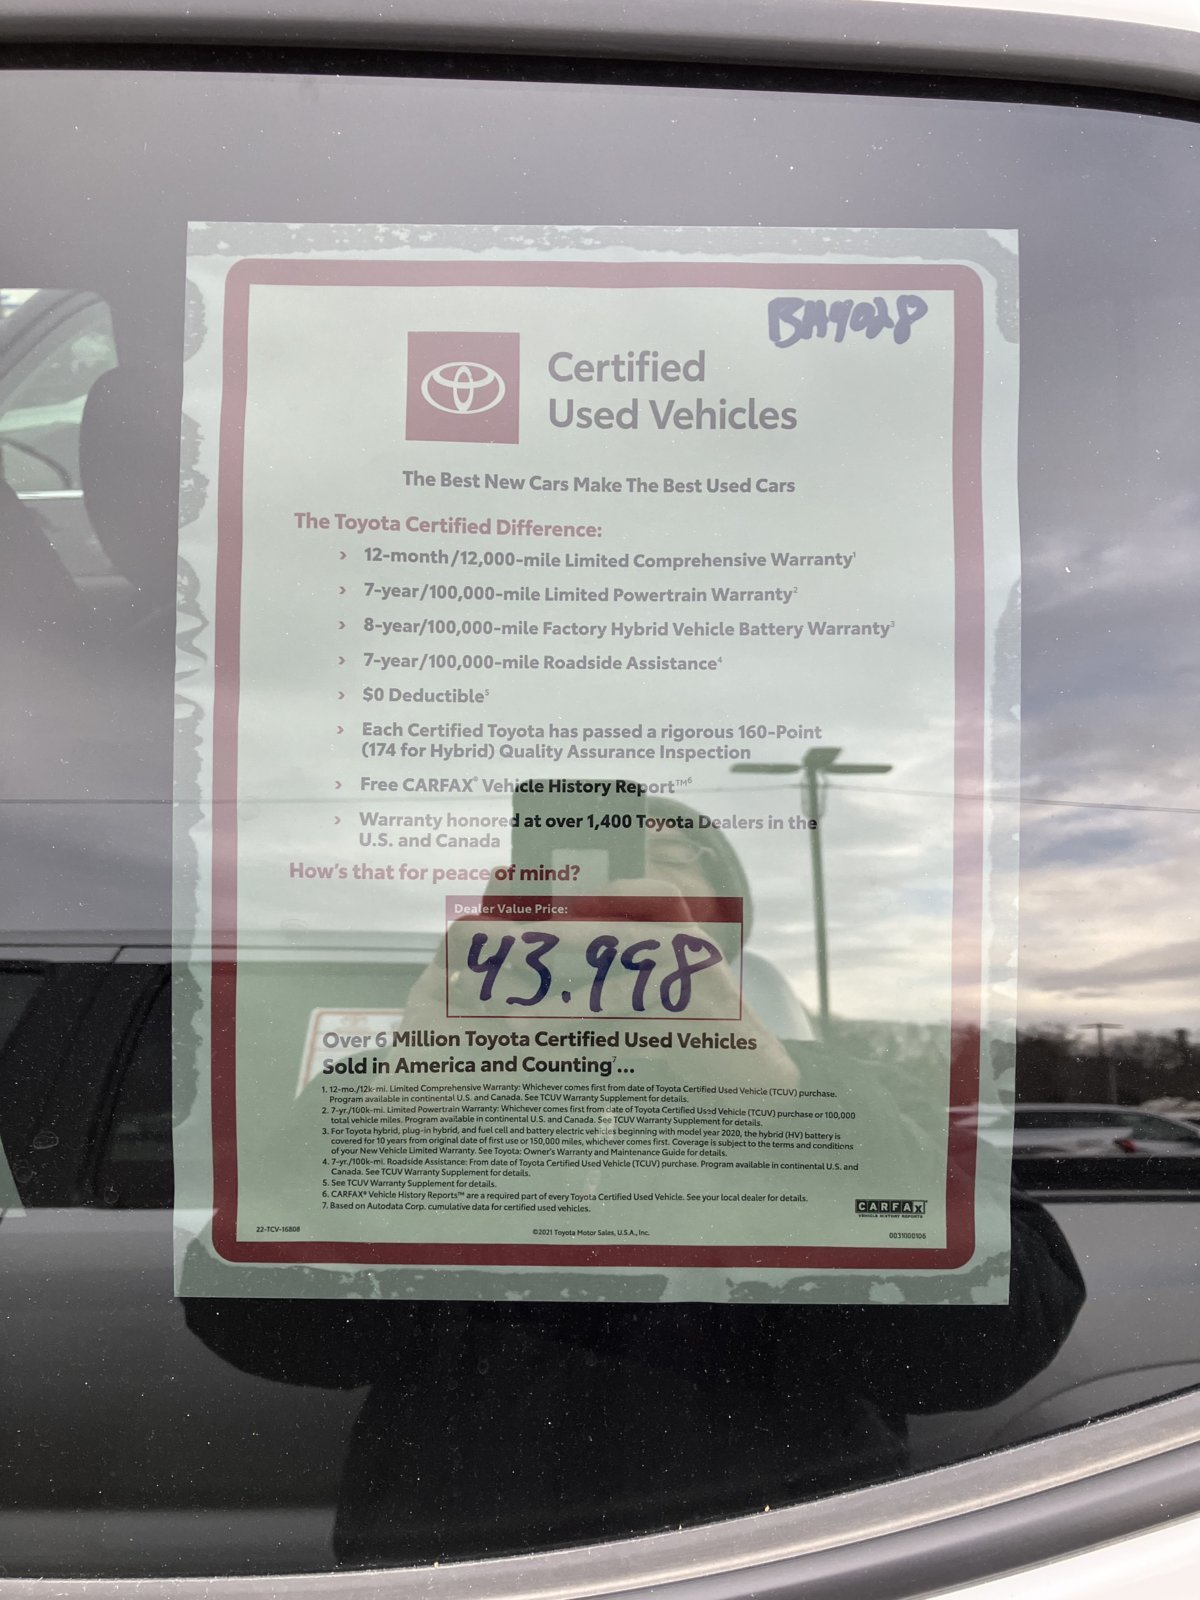 BA9028
Certified
Used Vehicles
The Best New Cars Make The Best Used Cars
The Toyota Certified Difference:
› 12-month/12,000-mile Limited Comprehensive Warranty¹
› 7-year/100,000-mile Limited Powertrain Warranty²
› 8-year/100,000-mile Factory Hybrid Vehicle Battery Warranty³
› 7-year/100,000-mile Roadside Assistance⁴
› $0 Deductible⁵
› Each Certified Toyota has passed a rigorous 160-Point
(174 for Hybrid) Quality Assurance Inspection
› Free CARFAX® Vehicle History Report™⁶
› Warranty honored at over 1,400 Toyota Dealers in the
U.S. and Canada
How's that for peace of mind?
Dealer Value Price:
43.998
Over 6 Million Toyota Certified Used Vehicles
Sold in America and Counting⁷...
1. 12-mo./12k-mi. Limited Comprehensive Warranty: Whichever comes first from date of Toyota Certified Used Vehicle (TCUV) purchase.
Program available in continental U.S. and Canada. See TCUV Warranty Supplement for details.
2. 7-yr./100k-mi. Limited Powertrain Warranty: Whichever comes first from date of Toyota Certified Used Vehicle (TCUV) purchase or 100,000
total vehicle miles. Program available in continental U.S. and Canada. See TCUV Warranty Supplement for details.
3. For Toyota hybrid, plug-in hybrid, and fuel cell and battery electric vehicles beginning with model year 2020, the hybrid (HV) battery is
covered for 10 years from original date of first use or 150,000 miles, whichever comes first. Coverage is subject to the terms and conditions
of your New Vehicle Limited Warranty. See Toyota: Owner's Warranty and Maintenance Guide for details.
4. 7-yr./100k-mi. Roadside Assistance: From date of Toyota Certified Used Vehicle (TCUV) purchase. Program available in continental U.S. and
Canada. See TCUV Warranty Supplement for details.
5. See TCUV Warranty Supplement for details.
6. CARFAX® Vehicle History Reports™ are a required part of every Toyota Certified Used Vehicle. See your local dealer for details.
7. Based on Autodata Corp. cumulative data for certified used vehicles.
CARFAX
VEHICLE HISTORY REPORTS
22-TCV-16808
©2021 Toyota Motor Sales, U.S.A., Inc.
0031000106